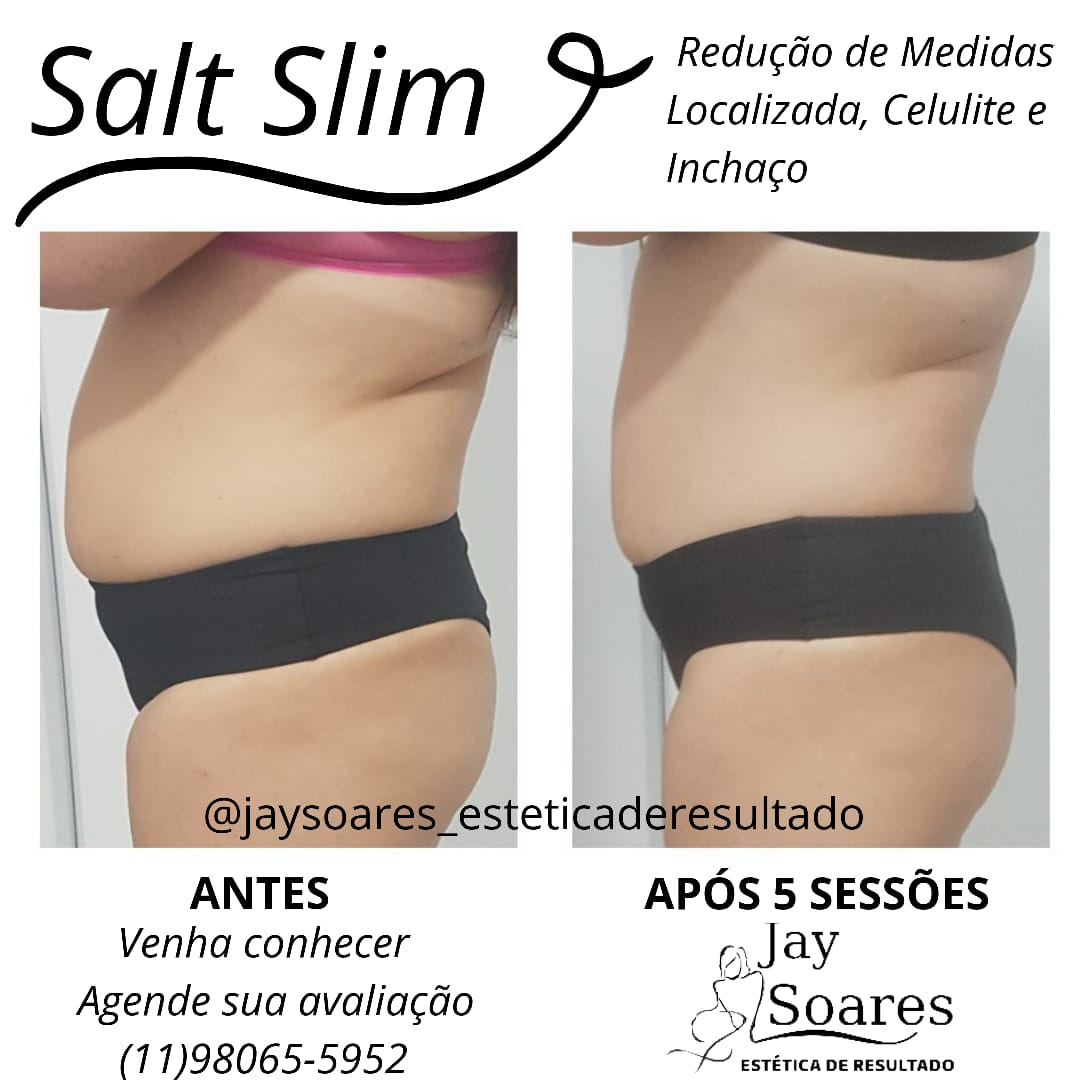 Salt Slim
Redução de Medidas
Localizada, Celulite e
Inchaço
@jaysoares_esteticaderesultado
ANTES
Venha conhecer
Agende sua avaliação
(11)98065-5952
APÓS 5 SESSÕES
Jay
Soares
ESTÉTICA DE RESULTADO